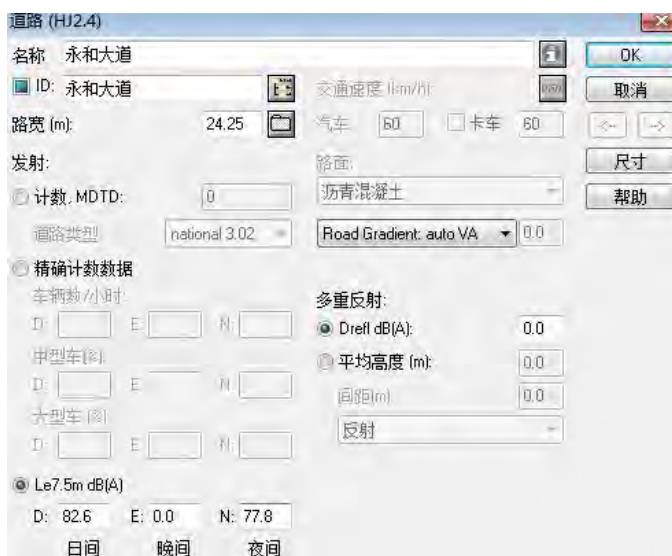 道路 (HJ2.4)
名称 永和大道
OK
ID: 永和大道
交通速度 (km/h):
取消
路宽 (m): 24.25
汽车 60 卡车 60
<-- -->
发射:
路面:
尺寸
计数, MDTD: 0
沥青混凝土
帮助
道路类型 national 3.02
Road Gradient: auto VA 0.0
精确计数数据
车辆数/小时:
D: E: N:
多重反射:
Drefl dB(A): 0.0
中型车(%):
平均高度 (m): 0.0
D: E: N:
间距(m) 0.0
大型车 (%)
反射
D: E: N:
Le7.5m dB(A)
D: 82.6 E: 0.0 N: 77.8
日间 晚间 夜间